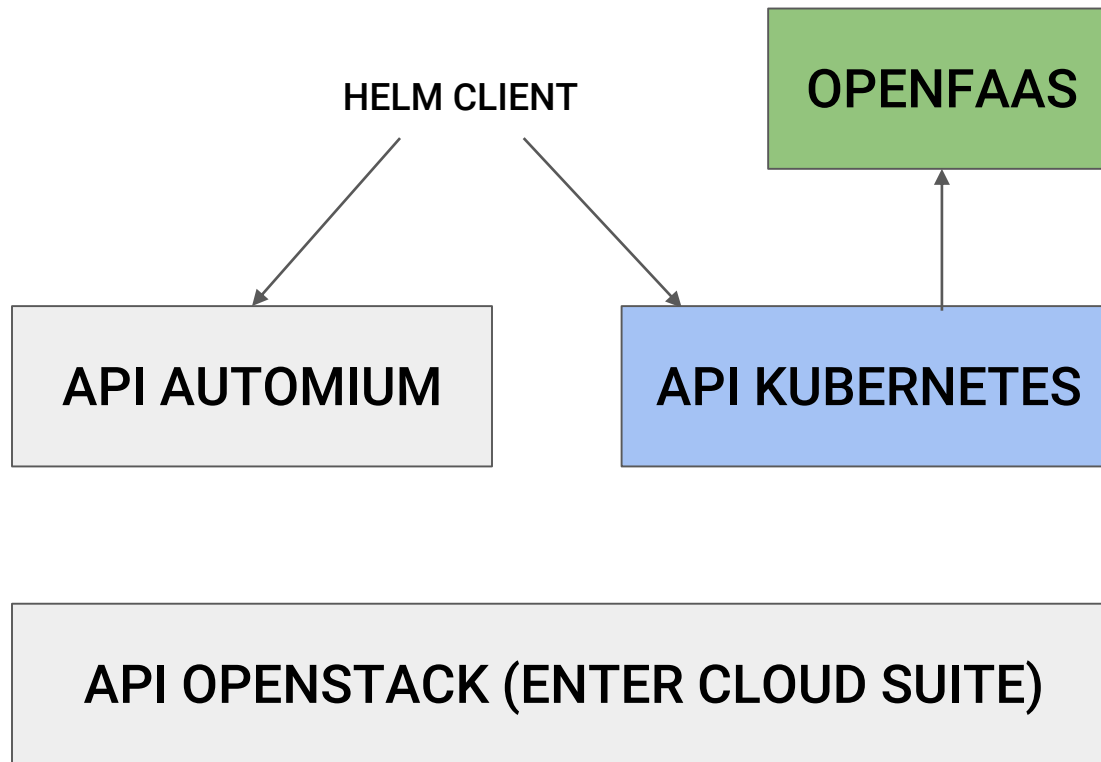 OPENFAAS
HELM CLIENT
API AUTOMIUM
API KUBERNETES
API OPENSTACK (ENTER CLOUD SUITE)